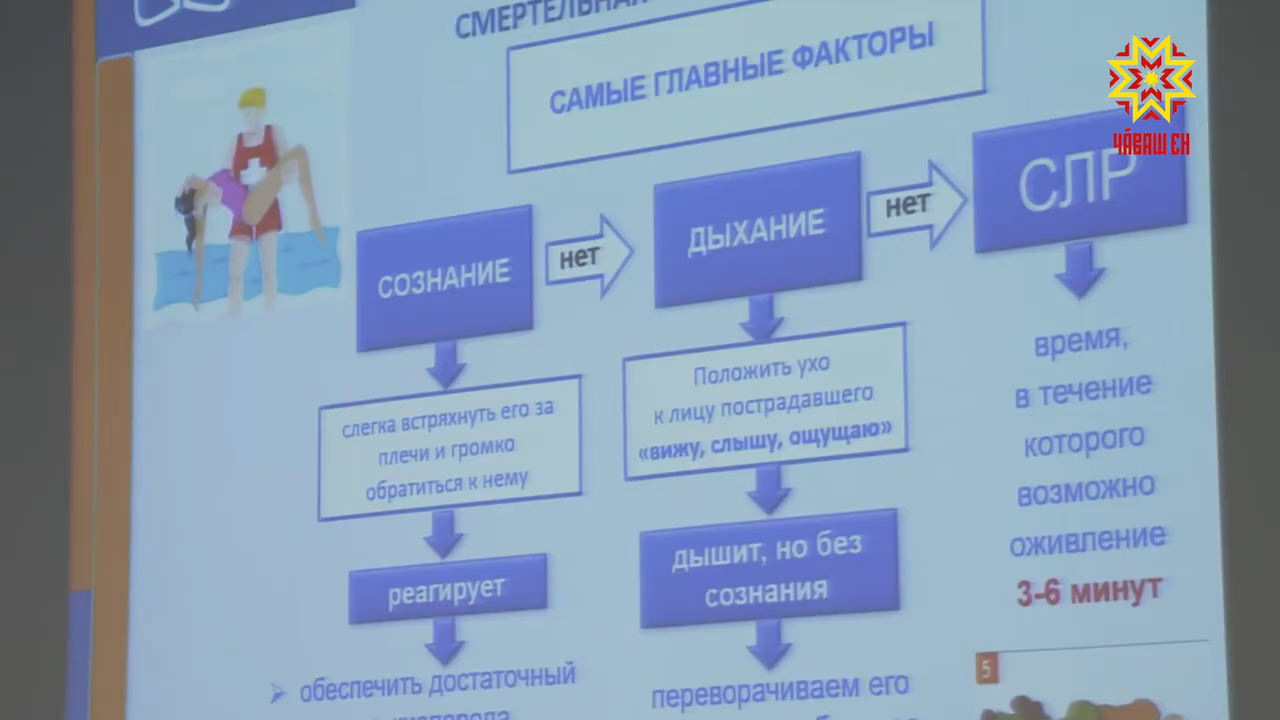 СМЕРТЕЛЬНАЯ
САМЫЕ ГЛАВНЫЕ ФАКТОРЫ
ЧӐВАШ ЕН
СОЗНАНИЕ
нет
ДЫХАНИЕ
нет
СЛР
слегка встряхнуть его за
плечи и громко
обратиться к нему
реагирует
обеспечить достаточный
Положить ухо
к лицу пострадавшего
«вижу, слышу, ощущаю»
дышит, но без
сознания
переворачиваем его
время,
в течение
которого
возможно
оживление
3-6 минут
5